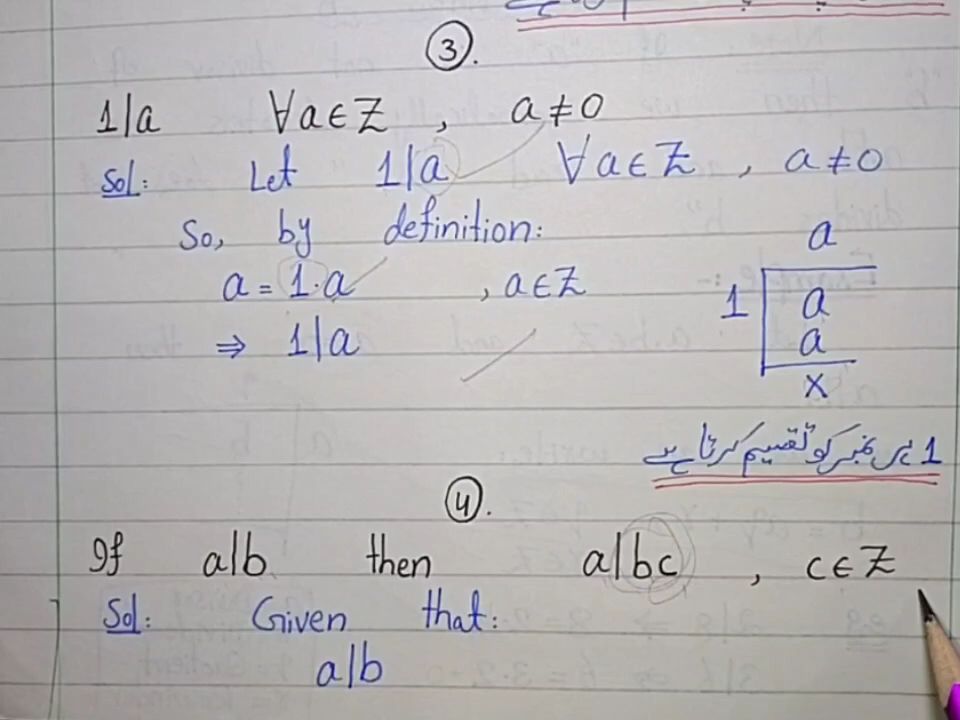 3.
1|a ∀a∈Z , a≠0
Sol: Let 1|a ∀a∈Z , a≠0
So, by definition:
a = 1·a , a∈Z
⇒ 1|a
a
1 a
a
x
1 ہر نمبر کو تقسیم کرتا ہے
4.
If a|b then a|bc , c∈Z
Sol: Given that:
a|b